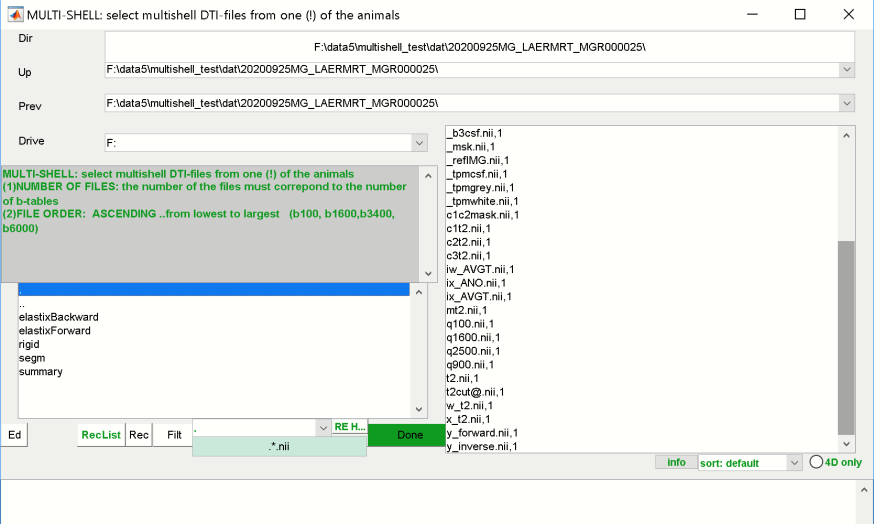 MULTI-SHELL: select multishell DTI-files from one (!) of the animals
Dir
F:\data5\multishell_test\dat\20200925MG_LAERMRT_MGR000025\
Up
F:\data5\multishell_test\dat\20200925MG_LAERMRT_MGR000025\
Prev
F:\data5\multishell_test\dat\20200925MG_LAERMRT_MGR000025\
Drive
F:
MULTI-SHELL: select multishell DTI-files from one (!) of the animals
(1)NUMBER OF FILES: the number of the files must correpond to the number
of b-tables
(2)FILE ORDER: ASCENDING ..from lowest to largest (b100, b1600,b3400,
b6000)
.
..
elastixBackward
elastixForward
rigid
segm
summary
_b3csf.nii,1
_msk.nii,1
_refIMG.nii,1
_tpmcsf.nii,1
_tpmgrey.nii,1
_tpmwhite.nii,1
c1c2mask.nii,1
c1t2.nii,1
c2t2.nii,1
c3t2.nii,1
iw_AVGT.nii,1
ix_ANO.nii,1
ix_AVGT.nii,1
mt2.nii,1
q100.nii,1
q1600.nii,1
q2500.nii,1
q900.nii,1
t2.nii,1
t2cut@.nii,1
w_t2.nii,1
x_t2.nii,1
y_forward.nii,1
y_inverse.nii,1
Ed
RecList
Rec
Filt
.
RE H...
Done
.*.nii
info
sort: default
4D only